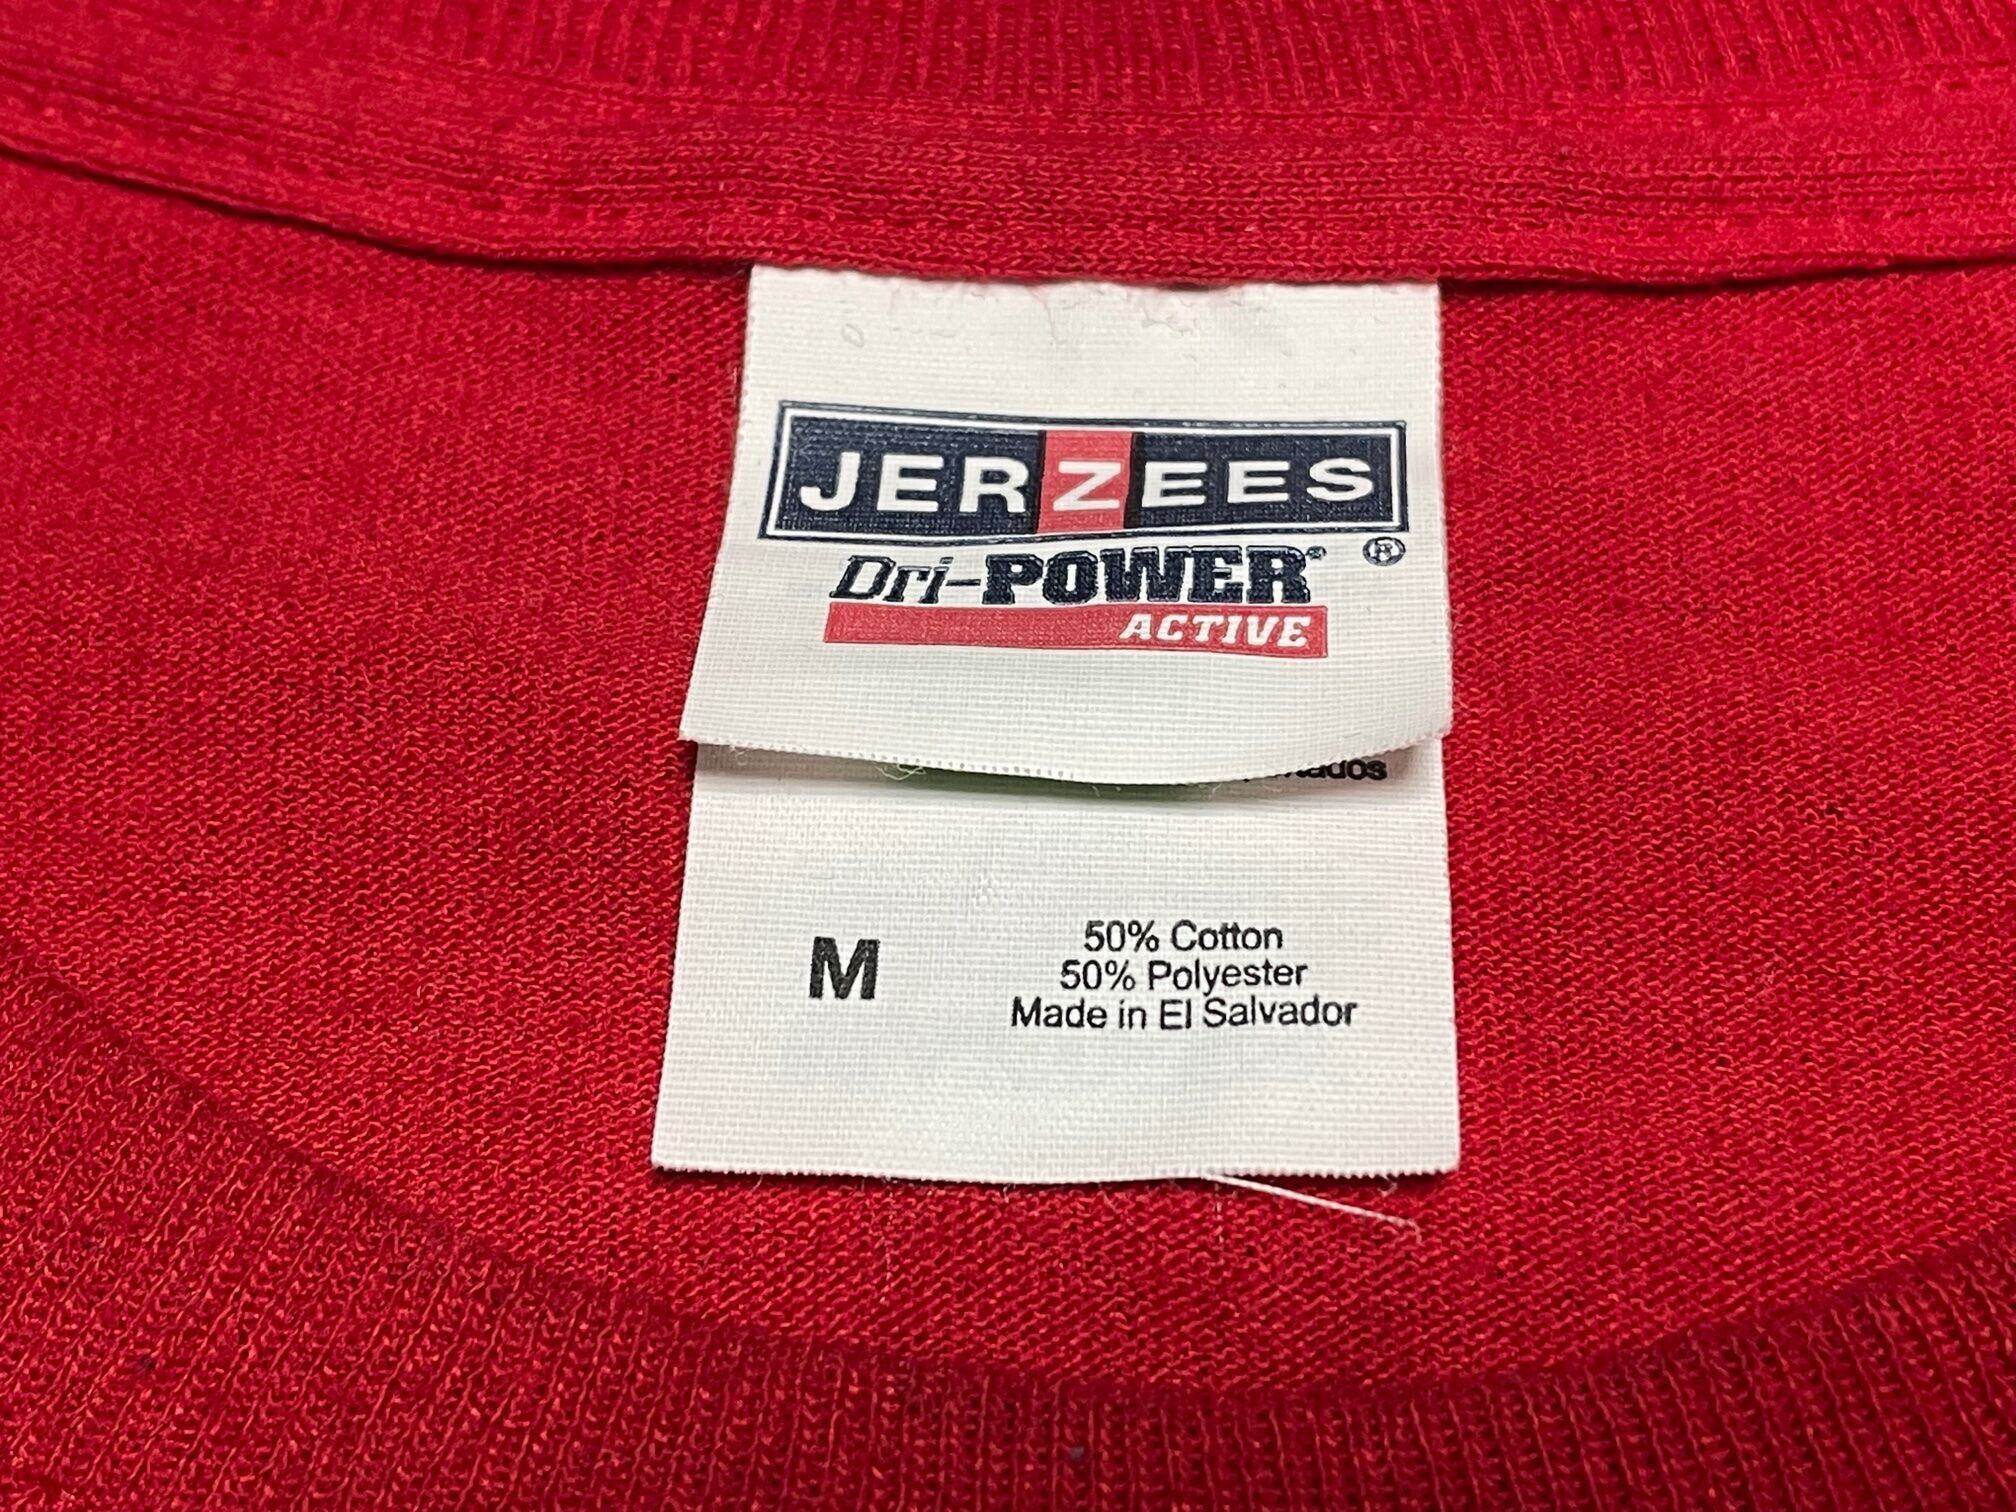 JERZEES
Dri-POWER® ®
ACTIVE
M
50% Cotton
50% Polyester
Made in El Salvador